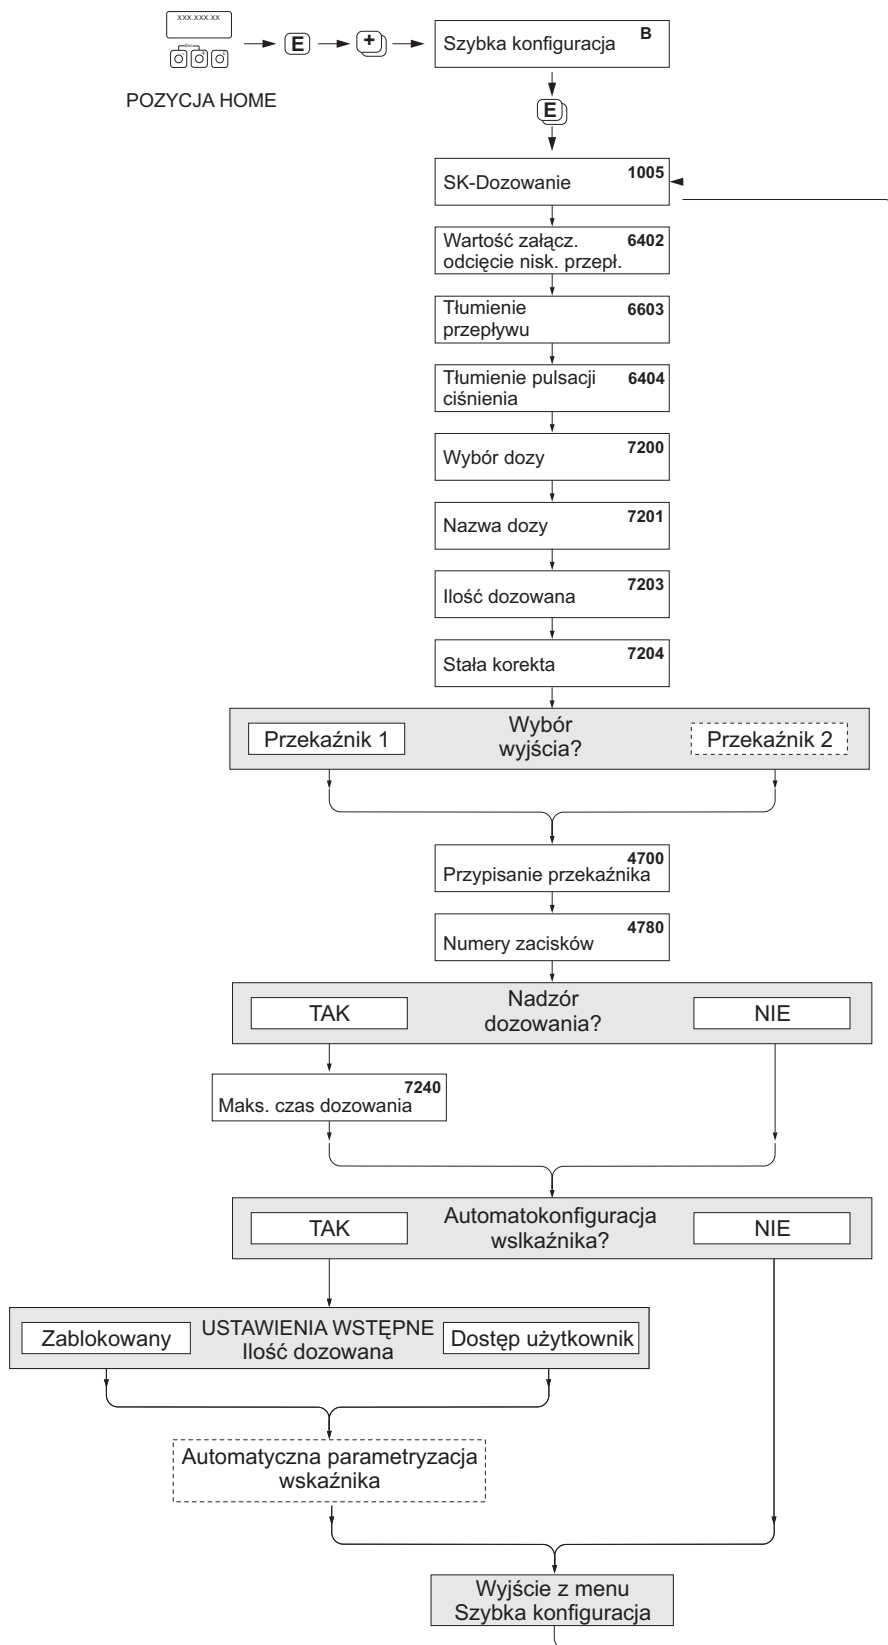 xxx.xxx.xx
Esc
E
E
+
Szybka konfiguracja B
POZYCJA HOME
E
SK-Dozowanie 1005
Wartość załącz. 6402
odcięcie nisk. przepł.
Tłumienie 6603
przepływu
Tłumienie pulsacji 6404
ciśnienia
Wybór dozy 7200
Nazwa dozy 7201
Ilość dozowana 7203
Stała korekta 7204
Przekaźnik 1
Wybór
wyjścia?
Przekaźnik 2
4700
Przypisanie przekaźnika
Numery zacisków 4780
TAK
Nadzór
dozowania?
NIE
7240
Maks. czas dozowania
TAK
Automatokonfiguracja
wslkaźnika?
NIE
Zablokowany
USTAWIENIA WSTĘPNE
Ilość dozowana
Dostęp użytkownik
Automatyczna parametryzacja
wskaźnika
Wyjście z menu
Szybka konfiguracja